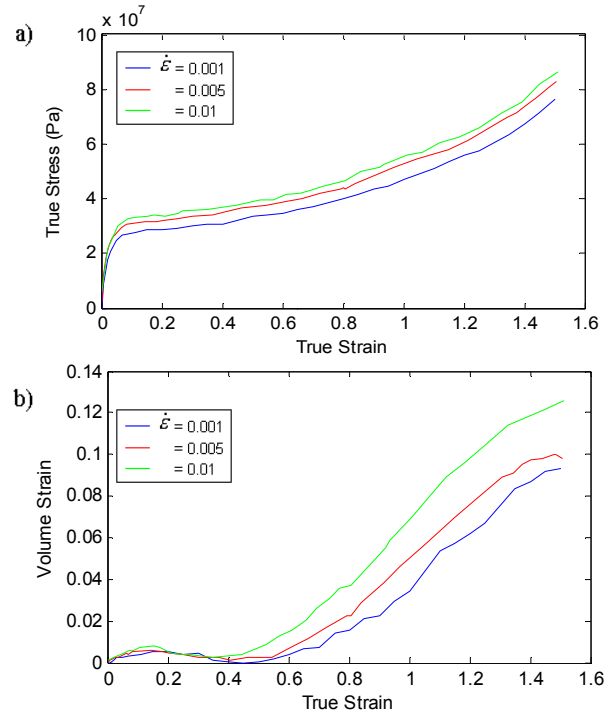 a)
x 10⁷
10
8
6
4
2
0
True Stress (Pa)
ε̇ = 0.001
= 0.005
= 0.01
0 0.2 0.4 0.6 0.8 1 1.2 1.4 1.6
True Strain
b)
0.14
0.12
0.1
0.08
0.06
0.04
0.02
0
Volume Strain
ε̇ = 0.001
= 0.005
= 0.01
0 0.2 0.4 0.6 0.8 1 1.2 1.4 1.6
True Strain